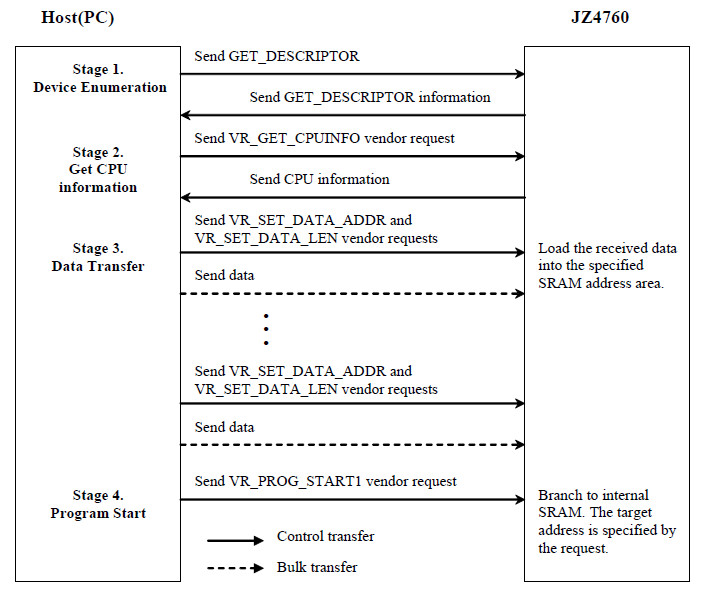 Host(PC)
JZ4760
Stage 1.
Device Enumeration
Send GET_DESCRIPTOR
Send GET_DESCRIPTOR information
Stage 2.
Get CPU
information
Send VR_GET_CPUINFO vendor request
Send CPU information
Stage 3.
Data Transfer
Send VR_SET_DATA_ADDR and
VR_SET_DATA_LEN vendor requests
Send data
Load the received data
into the specified
SRAM address area.
Send VR_SET_DATA_ADDR and
VR_SET_DATA_LEN vendor requests
Send data
Stage 4.
Program Start
Send VR_PROG_START1 vendor request
Branch to internal
SRAM. The target
address is specified by
the request.
Control transfer
Bulk transfer